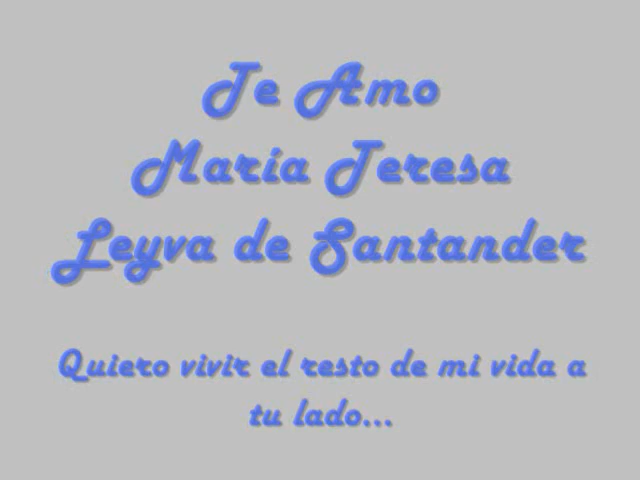 Te Amo
María Teresa
Leyva de Santander
Quiero vivir el resto de mi vida a
tu lado...